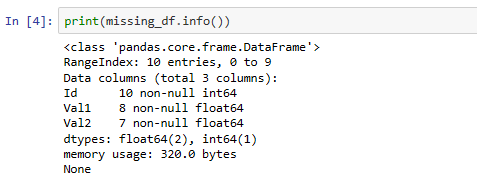 In [4]: print(missing_df.info())
<class 'pandas.core.frame.DataFrame'>
RangeIndex: 10 entries, 0 to 9
Data columns (total 3 columns):
Id      10 non-null int64
Val1    8 non-null float64
Val2    7 non-null float64
dtypes: float64(2), int64(1)
memory usage: 320.0 bytes
None